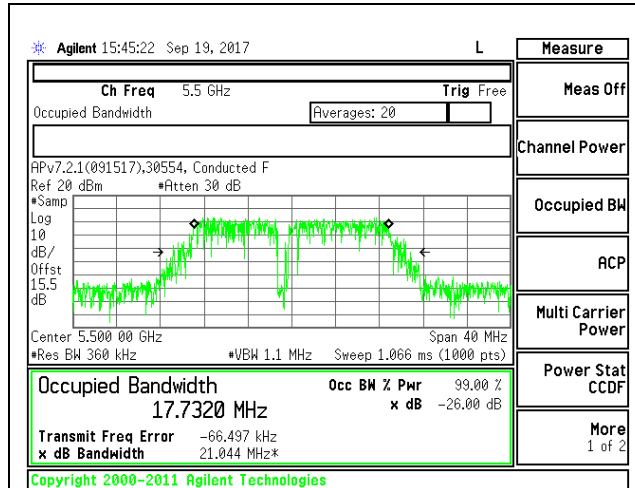 Agilent 15:45:22 Sep 19, 2017 L
Measure
Ch Freq 5.5 GHz Trig Free
Meas Off
Occupied Bandwidth Averages: 20
Channel Power
APv7.2.1(091517),30554, Conducted F
Ref 20 dBm #Atten 30 dB
#Samp
Log
10
dB/
Offst
15.5
dB
Occupied BW
ACP
Center 5.500 00 GHz Span 40 MHz
#Res BW 360 kHz #VBW 1.1 MHz Sweep 1.066 ms (1000 pts)
Multi Carrier
Power
Occupied Bandwidth Occ BW % Pwr 99.00 %
17.7320 MHz x dB -26.00 dB
Power Stat
CCDF
Transmit Freq Error -66.497 kHz
x dB Bandwidth 21.044 MHz*
More
1 of 2
Copyright 2000-2011 Agilent Technologies